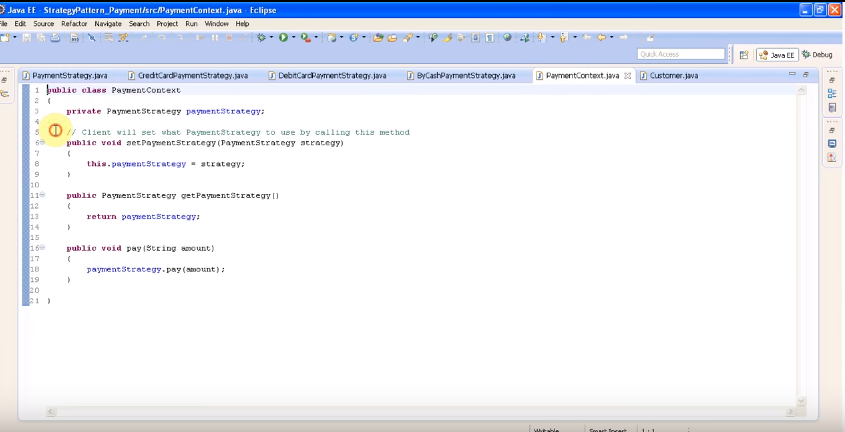 Java EE - StrategyPattern_Payment/src/PaymentContext.java - Eclipse
File Edit Source Refactor Navigate Search Project Run Window Help
Quick Access
Java EE
Debug
PaymentStrategy.java CreditCardPaymentStrategy.java DebitCardPaymentStrategy.java ByCashPaymentStrategy.java PaymentContext.java Customer.java
1 public class PaymentContext
2 {
3 private PaymentStrategy paymentStrategy;
4
5 // Client will set what PaymentStrategy to use by calling this method
6 public void setPaymentStrategy(PaymentStrategy strategy)
7 {
8 this.paymentStrategy = strategy;
9 }
10
11 public PaymentStrategy getPaymentStrategy()
12 {
13 return paymentStrategy;
14 }
15
16 public void pay(String amount)
17 {
18 paymentStrategy.pay(amount);
19 }
20
21 }
Writable Smart Insert 1 : 1